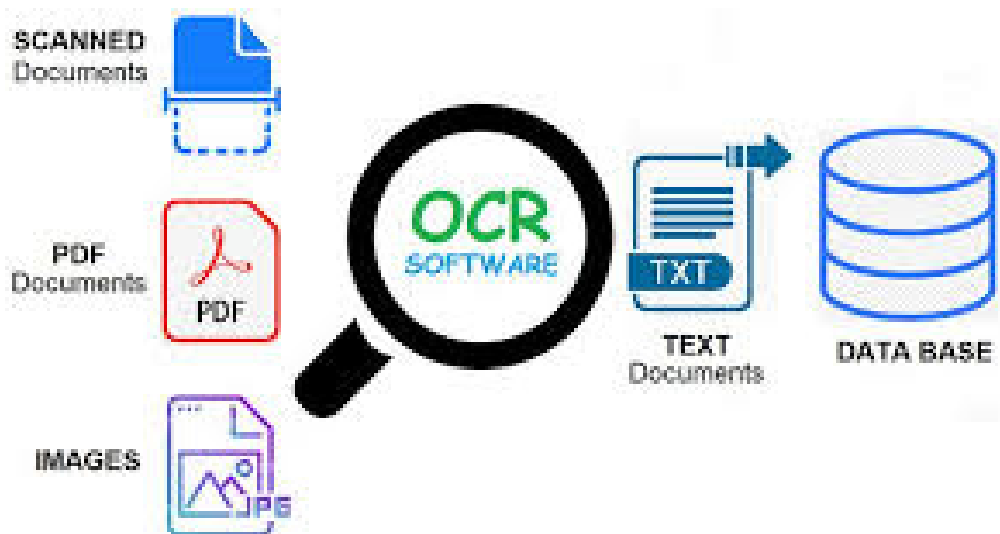 SCANNED
Documents
PDF
Documents
PDF
IMAGES
JPG
OCR
SOFTWARE
TXT
TEXT
Documents
DATA BASE